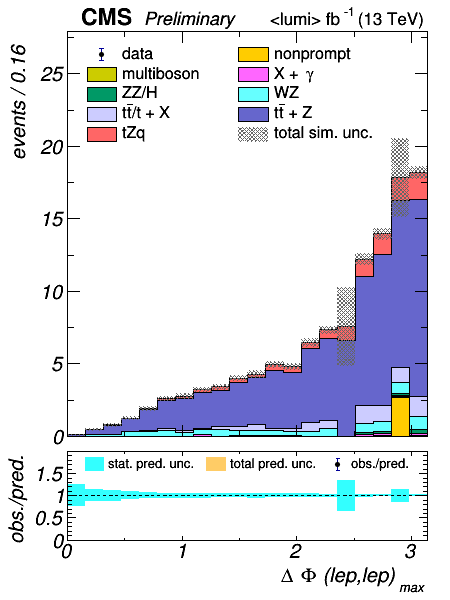 CMS Preliminary <lumi> fb⁻¹ (13 TeV)
events / 0.16
data
nonprompt
multiboson
X + γ
ZZ/H
WZ
tt̄/t + X
tt̄ + Z
tZq
total sim. unc.
25
20
15
10
5
0
obs./pred.
stat. pred. unc. total pred. unc. obs./pred.
1.5
1
0.5
0
0 1 2 3
Δ Φ (lep,lep) max